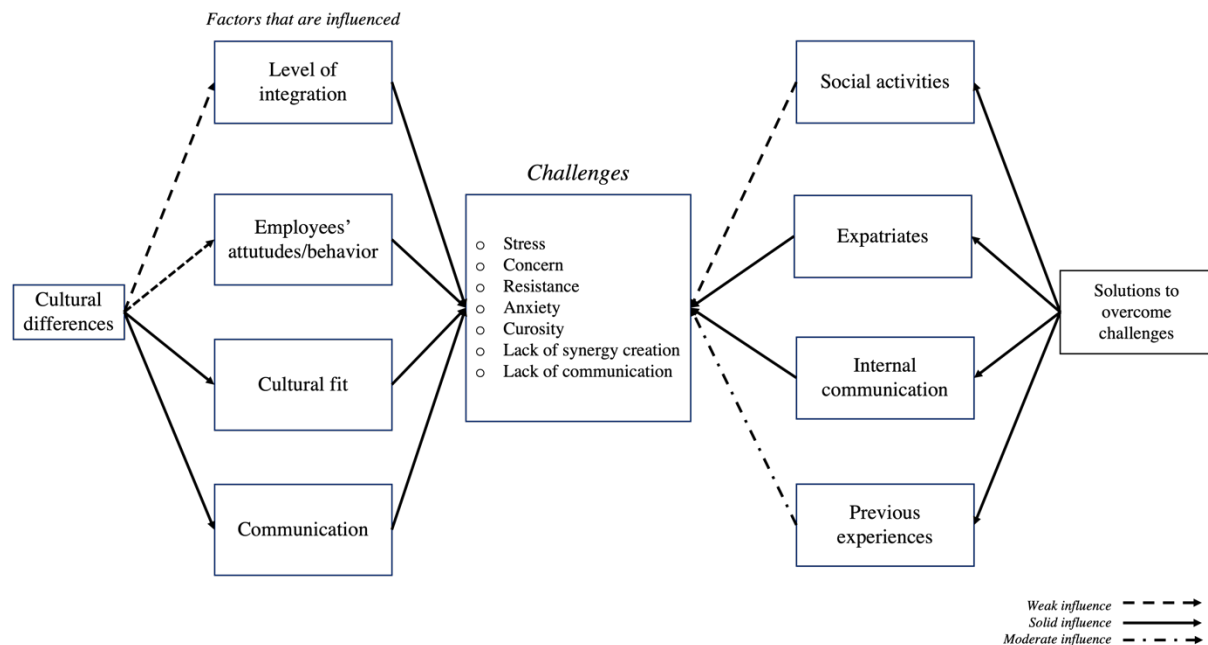 Factors that are influenced
Level of
integration
Employees'
attutudes/behavior
Cultural
differences
Cultural fit
Communication
Challenges
Stress
Concern
Resistance
Anxiety
Curosity
Lack of synergy creation
Lack of communication
Social activities
Expatriates
Internal
communication
Previous
experiences
Solutions to
overcome
challenges
Weak influence
Solid influence
Moderate influence